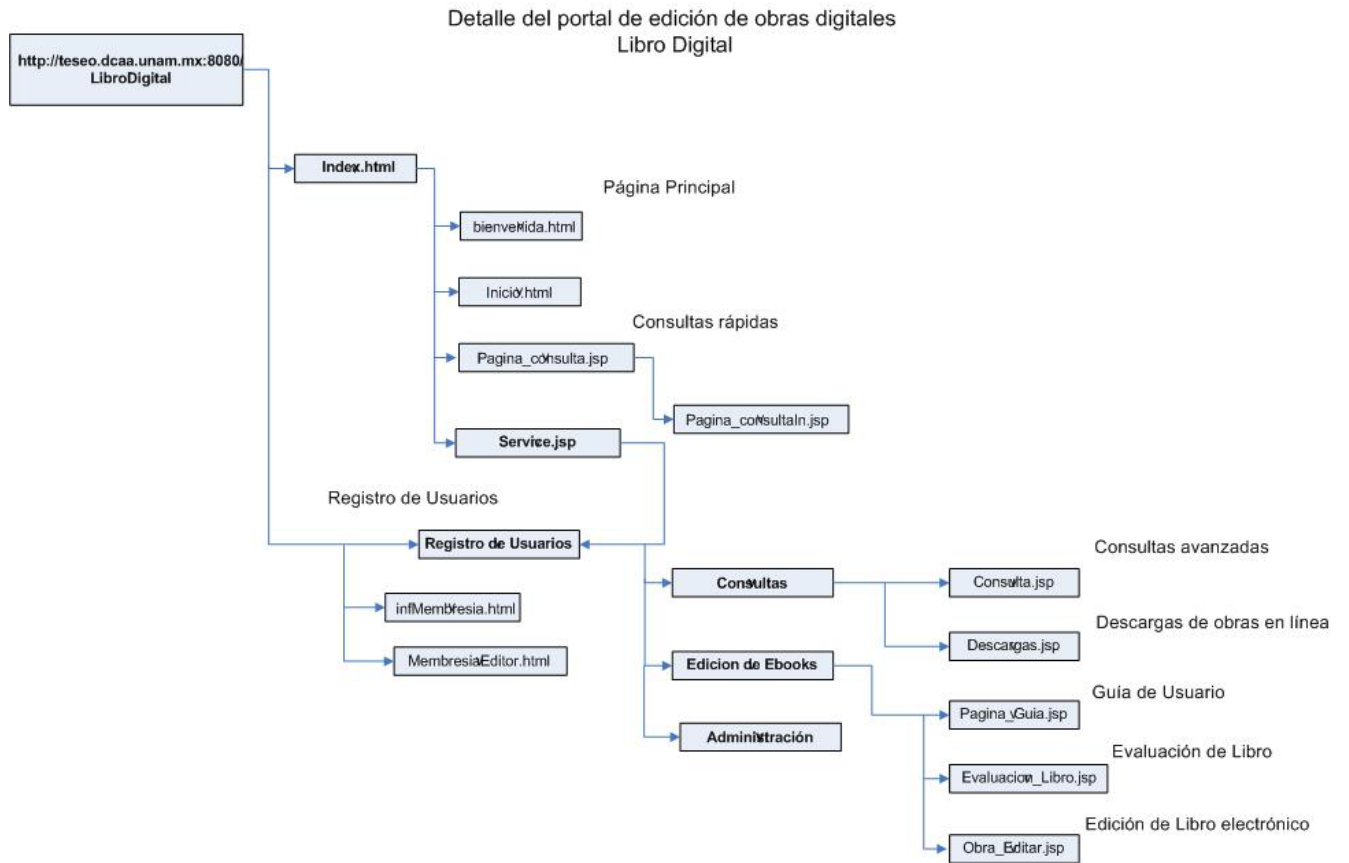 Detalle del portal de edición de obras digitales
Libro Digital
http://teseo.dcaa.unam.mx:8080/
LibroDigital
Index.html
Página Principal
bienvenida.html
Inicio.html
Consultas rápidas
Pagina_consulta.jsp
Pagina_consultaIn.jsp
Service.jsp
Registro de Usuarios
Registro de Usuarios
Consultas avanzadas
Consultas
Consulta.jsp
infMembresia.html
Descargas de obras en línea
Descargas.jsp
MembresiaEditor.html
Edicion de Ebooks
Guía de Usuario
Pagina_Guia.jsp
Administración
Evaluación de Libro
Evaluacion_Libro.jsp
Edición de Libro electrónico
Obra_Editar.jsp